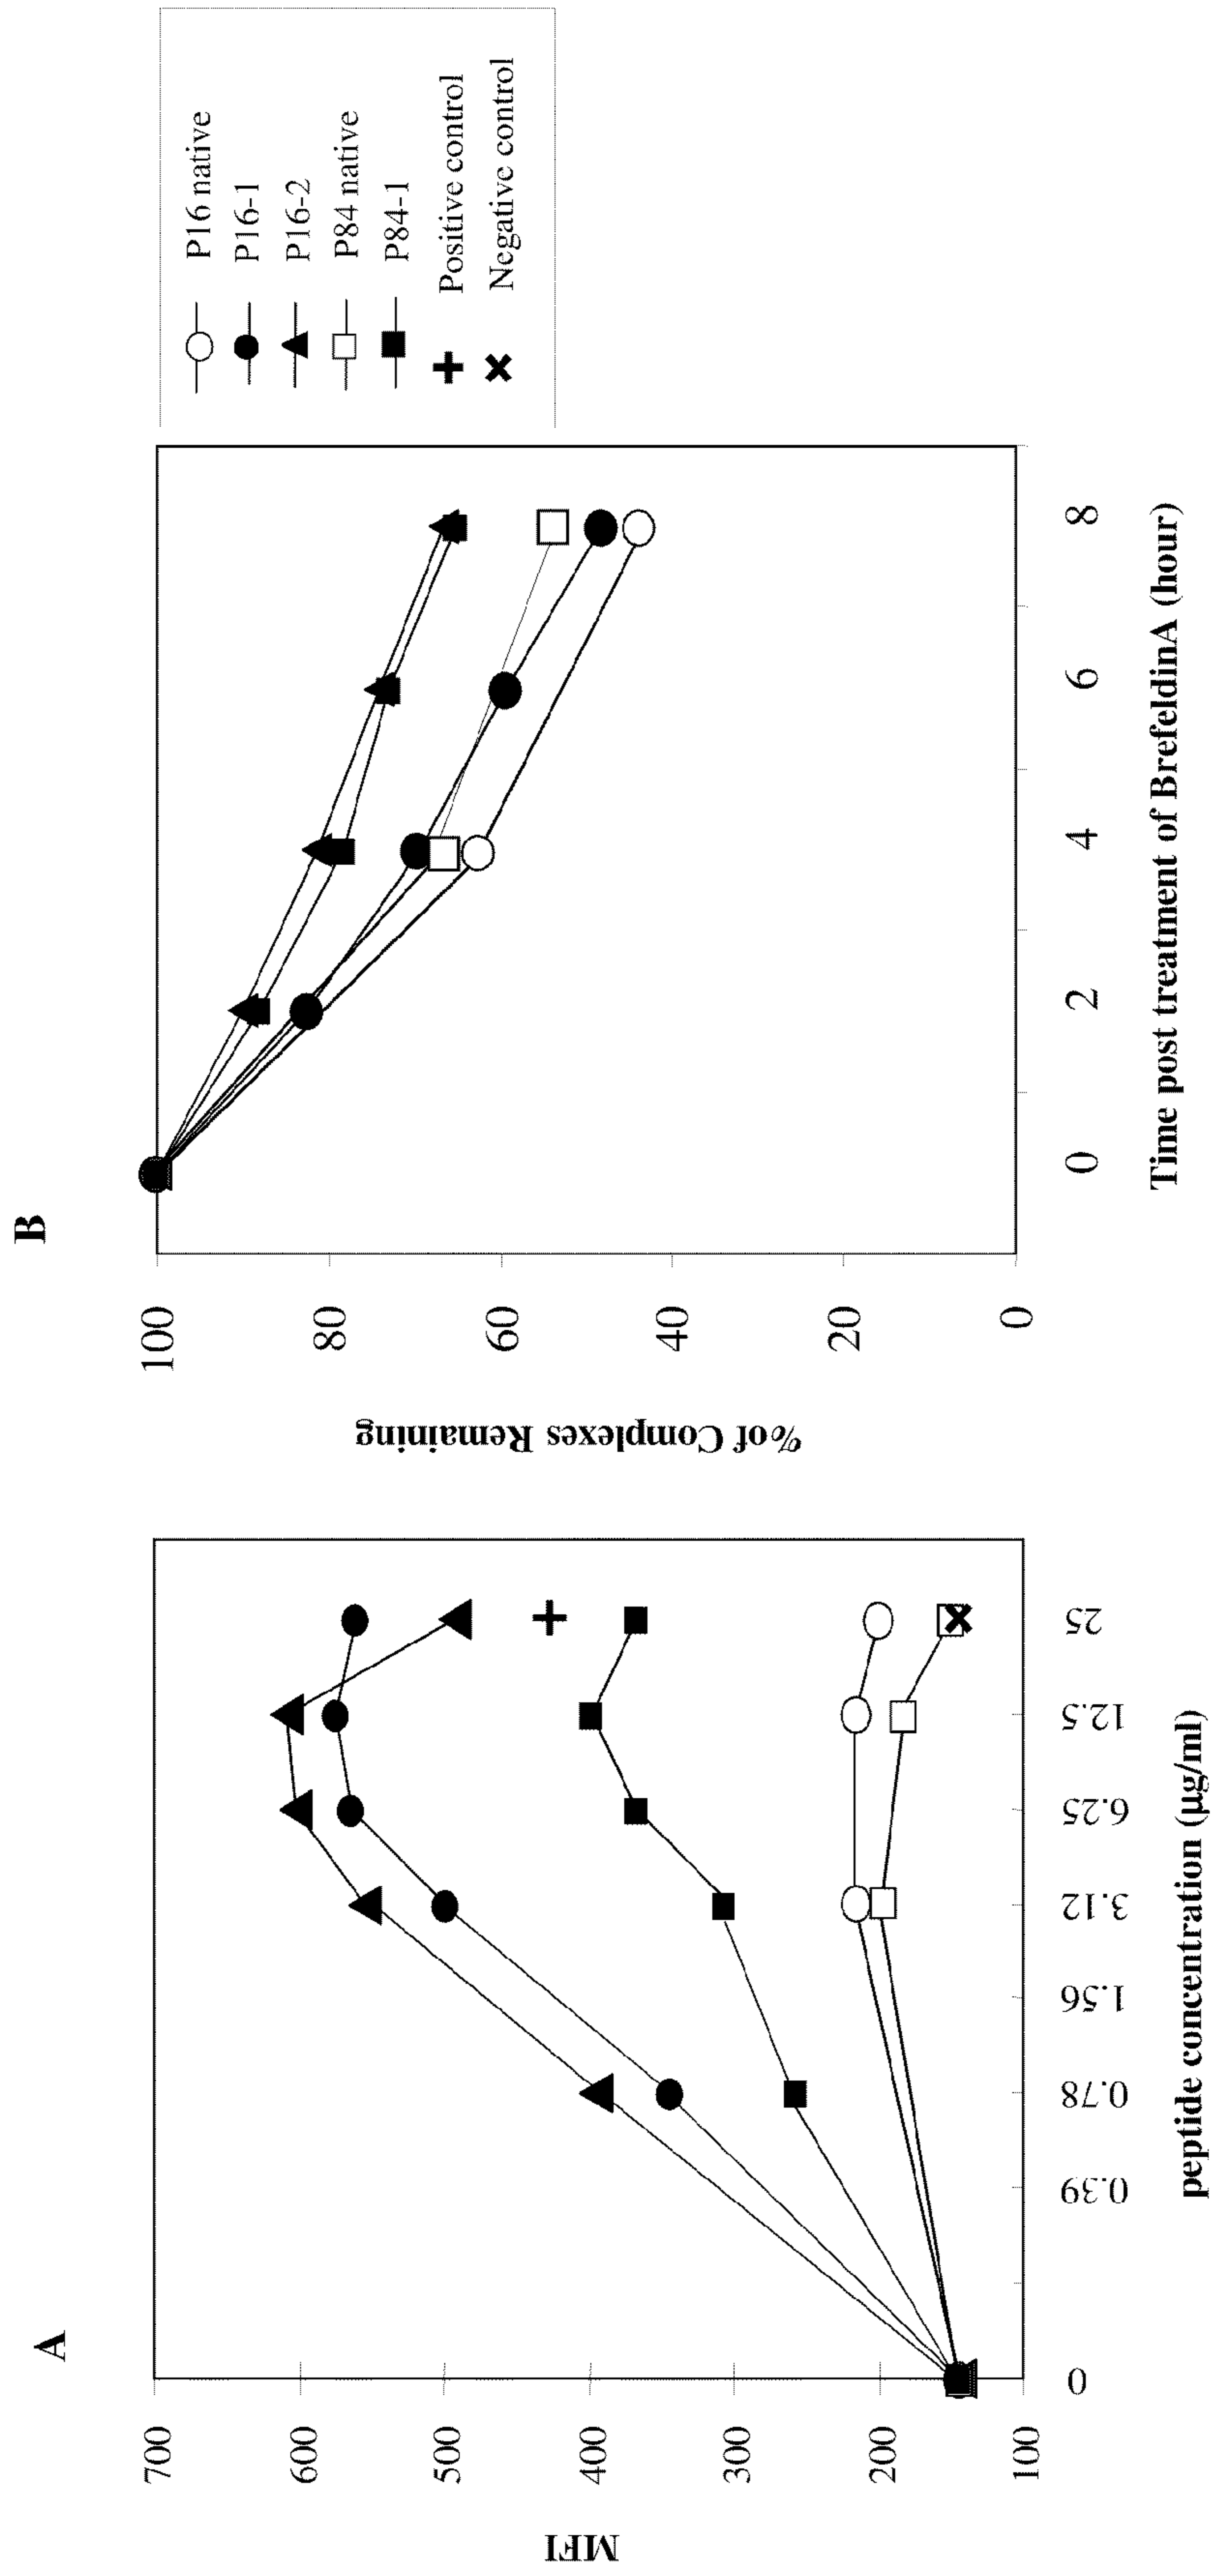 A
MFI
700
600
500
400
300
200
100
0
0.39
0.78
1.56
3.12
6.25
12.5
25
peptide concentration (µg/ml)
B
%of Complexes Remaining
100
80
60
40
20
0
0
2
4
6
8
Time post treatment of BrefeldinA (hour)
P16 native
P16-1
P16-2
P84 native
P84-1
Positive control
Negative control